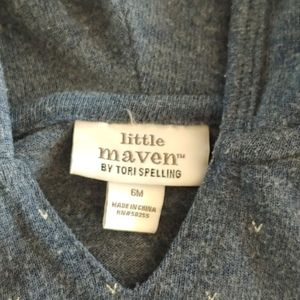 little
maven™
BY TORI SPELLING
6M
MADE IN CHINA
RN#58255